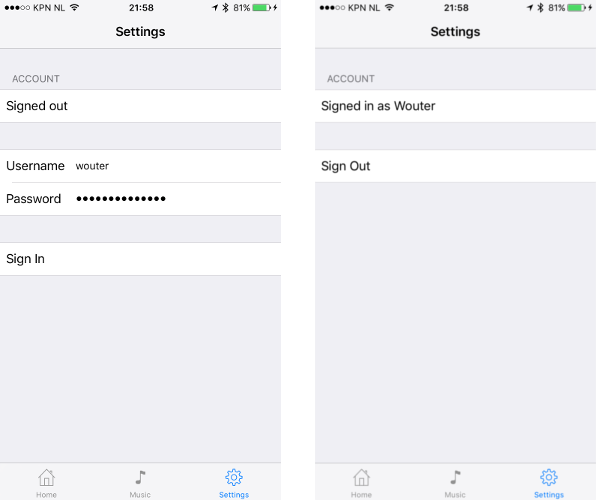 KPN NL 21:58 81%
Settings
ACCOUNT
Signed out
Username wouter
Password ••••••••••••••
Sign In
Home Music Settings
KPN NL 21:58 81%
Settings
ACCOUNT
Signed in as Wouter
Sign Out
Home Music Settings